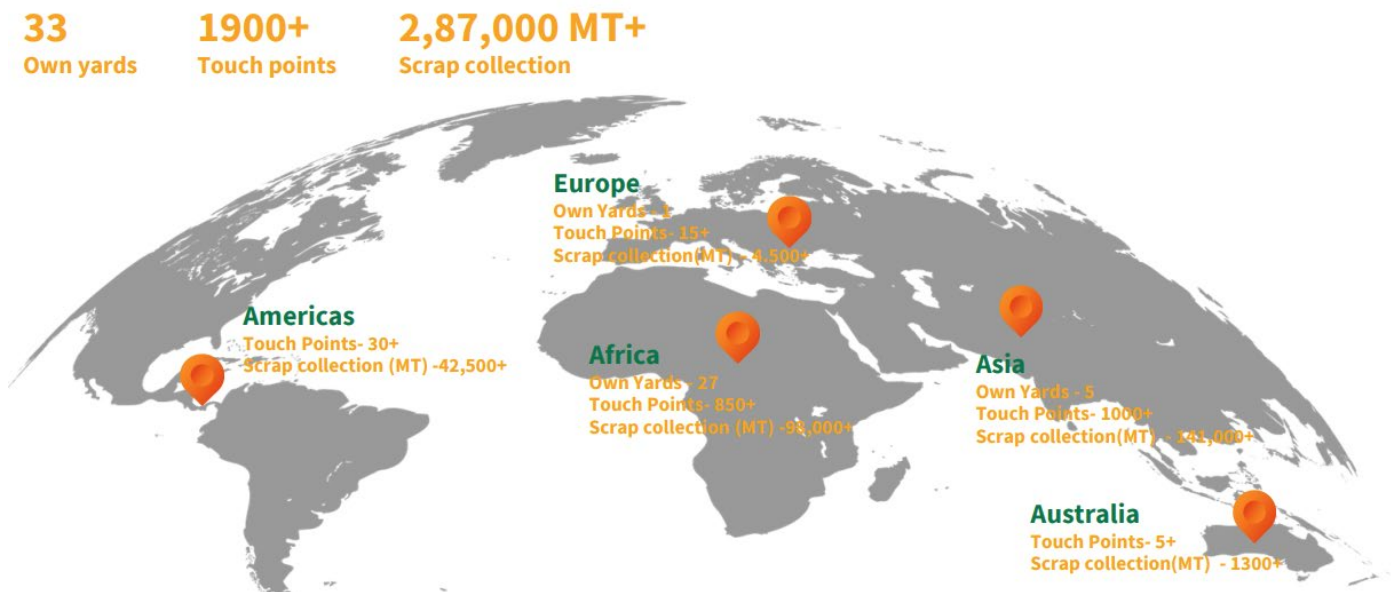 33
Own yards
1900+
Touch points
2,87,000 MT+
Scrap collection
Europe
Own Yards - 1
Touch Points- 15+
Scrap collection(MT) - 4,500+
Americas
Touch Points- 30+
Scrap collection (MT) -42,500+
Africa
Own Yards - 27
Touch Points- 850+
Scrap collection (MT) -98,000+
Asia
Own Yards - 5
Touch Points- 1000+
Scrap collection(MT) - 141,000+
Australia
Touch Points- 5+
Scrap collection(MT) - 1300+